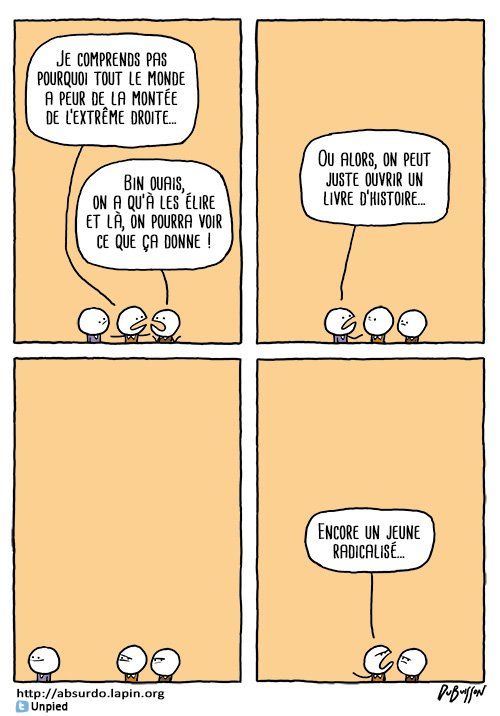 JE COMPRENDS PAS
POURQUOI TOUT LE MONDE
A PEUR DE LA MONTÉE
DE L'EXTRÊME DROITE...
BIN OUAIS,
ON A QU'À LES ÉLIRE
ET LÀ, ON POURRA VOIR
CE QUE ÇA DONNE !
OU ALORS, ON PEUT
JUSTE OUVRIR UN
LIVRE D'HISTOIRE...
ENCORE UN JEUNE
RADICALISÉ...
DUBUISSON
http://absurdo.lapin.org
Unpied